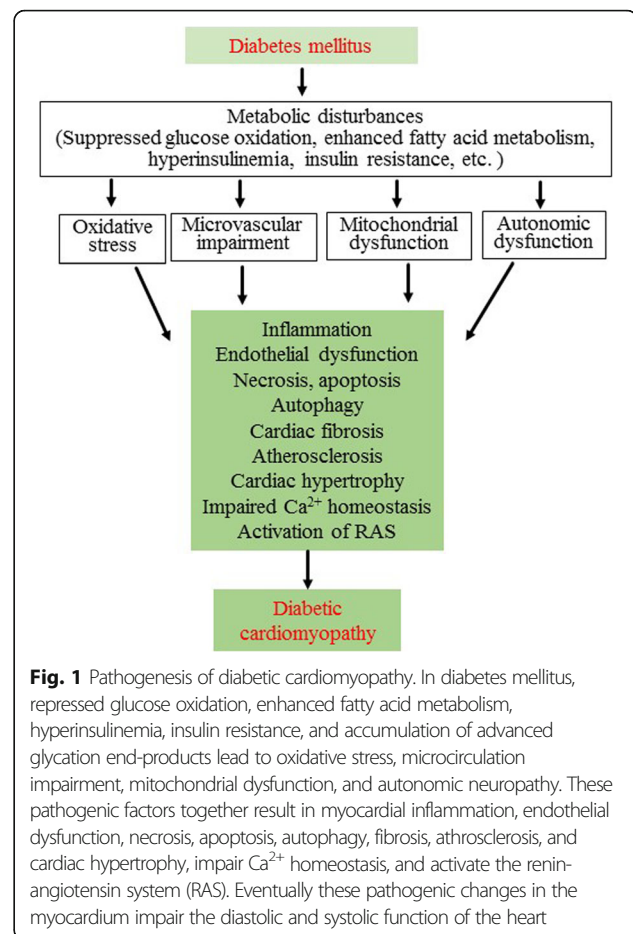 Diabetes mellitus
Metabolic disturbances
(Suppressed glucose oxidation, enhanced fatty acid metabolism,
hyperinsulinemia, insulin resistance, etc. )
Oxidative
stress
Microvascular
impairment
Mitochondrial
dysfunction
Autonomic
dysfunction
Inflammation
Endothelial dysfunction
Necrosis, apoptosis
Autophagy
Cardiac fibrosis
Atherosclerosis
Cardiac hypertrophy
Impaired Ca²⁺ homeostasis
Activation of RAS
Diabetic
cardiomyopathy
Fig. 1 Pathogenesis of diabetic cardiomyopathy. In diabetes mellitus,
repressed glucose oxidation, enhanced fatty acid metabolism,
hyperinsulinemia, insulin resistance, and accumulation of advanced
glycation end-products lead to oxidative stress, microcirculation
impairment, mitochondrial dysfunction, and autonomic neuropathy. These
pathogenic factors together result in myocardial inflammation, endothelial
dysfunction, necrosis, apoptosis, autophagy, fibrosis, athrosclerosis, and
cardiac hypertrophy, impair Ca²⁺ homeostasis, and activate the renin-
angiotensin system (RAS). Eventually these pathogenic changes in the
myocardium impair the diastolic and systolic function of the heart